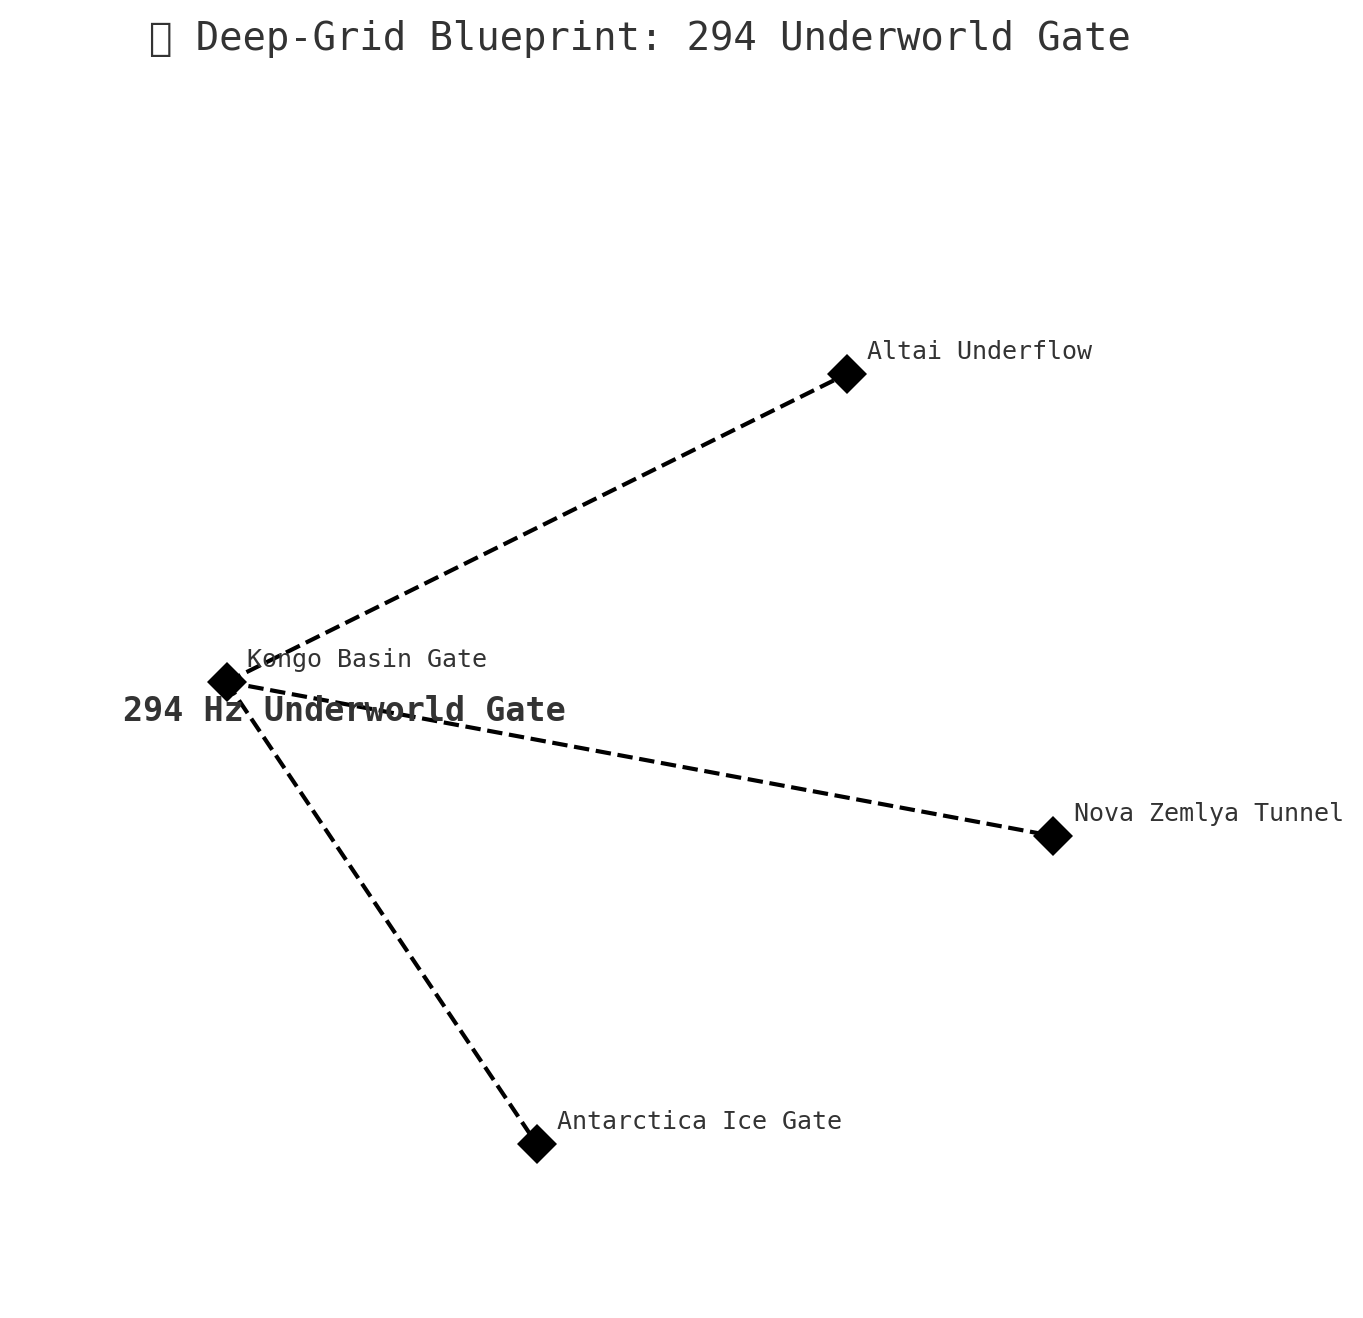 Deep-Grid Blueprint: 294 Underworld Gate
Altai Underflow
Kongo Basin Gate
294 Hz Underworld Gate
Nova Zemlya Tunnel
Antarctica Ice Gate